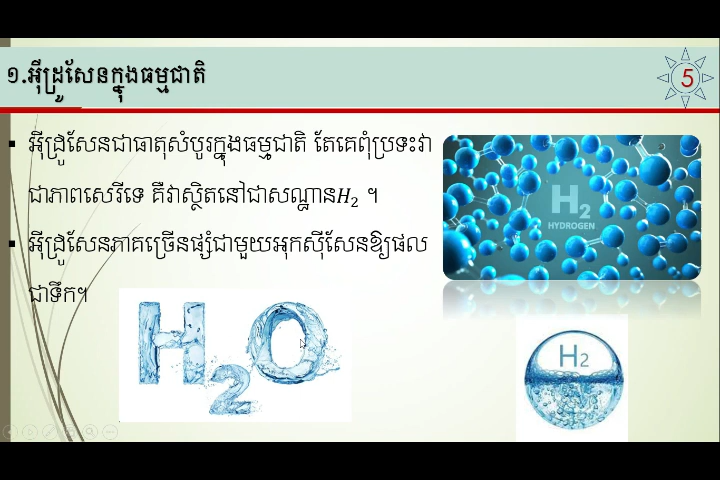 ១.អ៊ីដ្រូសែនក្នុងធម្មជាតិ
5
អ៊ីដ្រូសែនជាធាតុសំបូរក្នុងធម្មជាតិ តែគេពុំប្រទះវា
ជាភាពសេរីទេ គឺវាស្ថិតនៅជាសណ្ឋានH₂ ។
អ៊ីដ្រូសែនភាគច្រើនផ្សំជាមួយអុកស៊ីសែនឱ្យផល
ជាទឹក។
H₂
HYDROGEN
H₂O
H₂